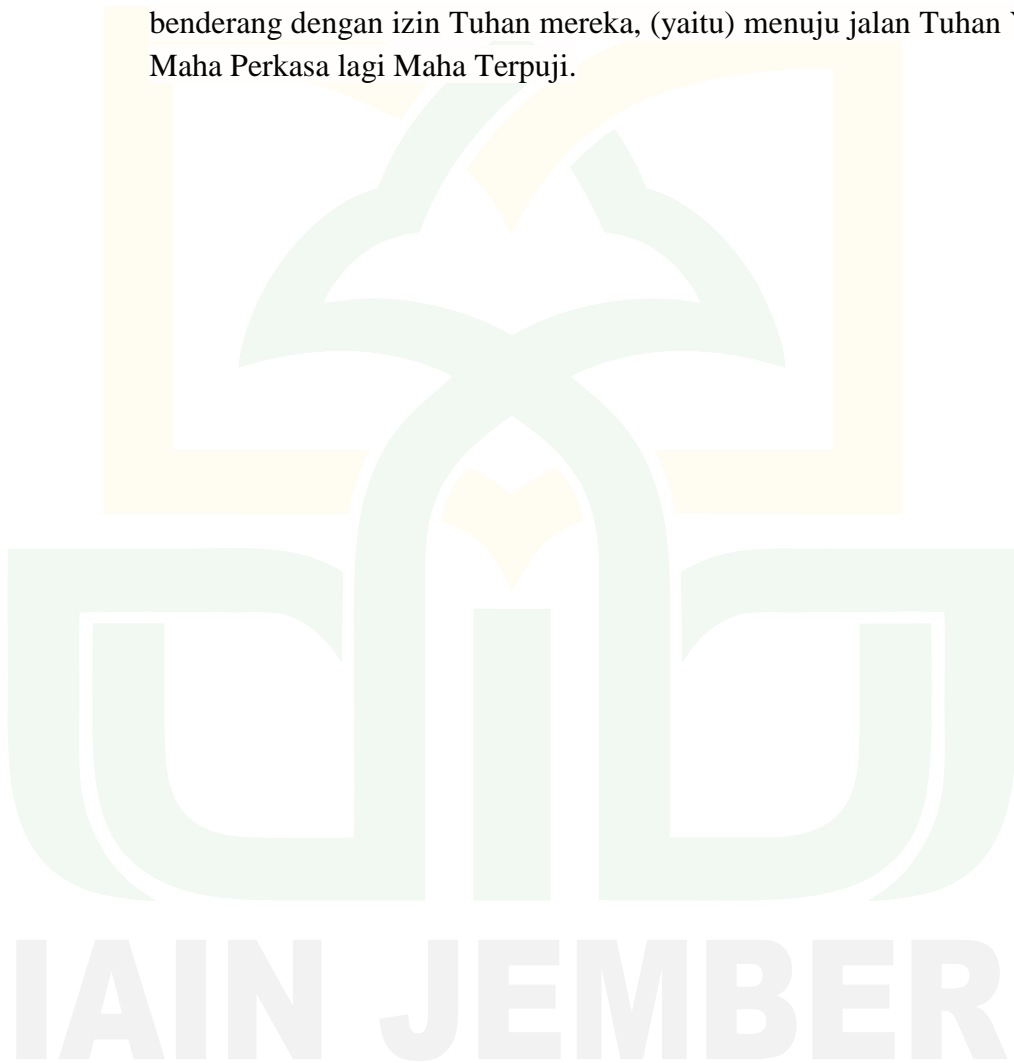 benderang dengan izin Tuhan mereka, (yaitu) menuju jalan Tuhan
Maha Perkasa lagi Maha Terpuji.
IAIN JEMBER